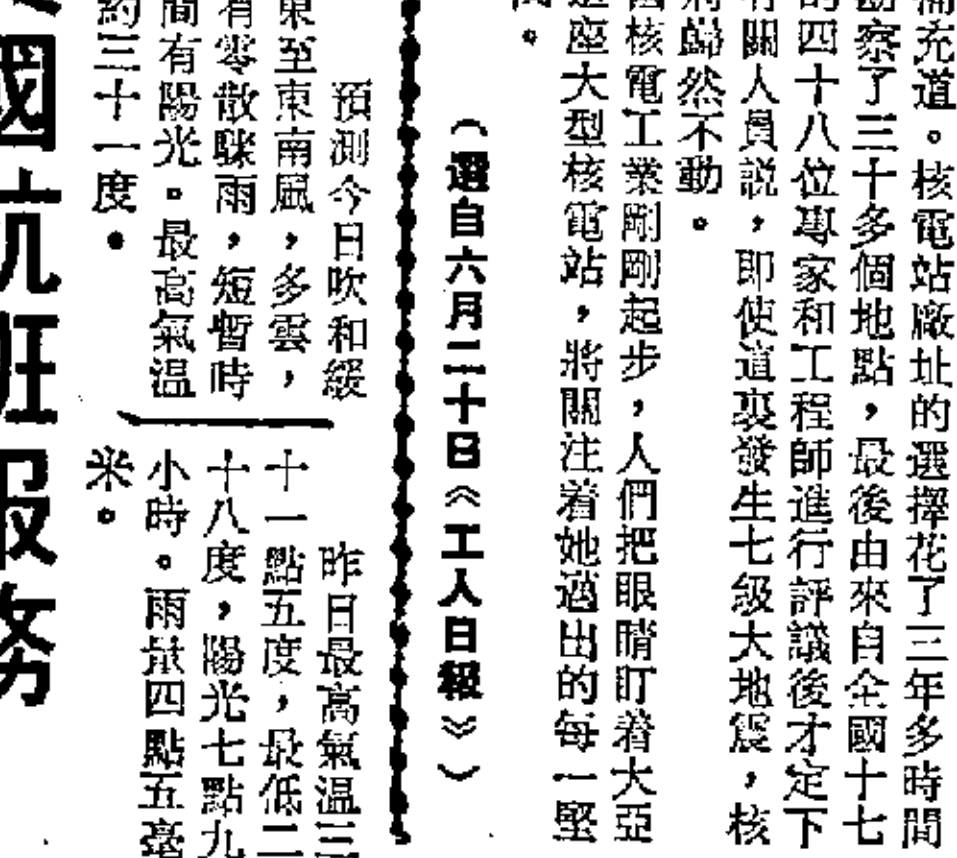 補充道。核電站廠址的選擇花了三年多時間
勘察了三十多個地點，最後由來自全國十七
的四十八位專家和工程師進行評議後才定下
有關人員説，即使這裏發生七級大地震，核
將巋然不動。
國核電工業剛剛起步，人們把眼睛盯着大亞
這座大型核電站，將關注着她邁出的每一堅
（選自六月二十日《工人日報》）
預測今日吹和緩
東至東南風，多雲，
有零散驟雨，短暫時
間有陽光。最高氣温
約三十一度。
昨日最高氣温三
十一點五度，最低二
十八度，陽光七點九
小時。雨量四點五毫
米。
國航班服務